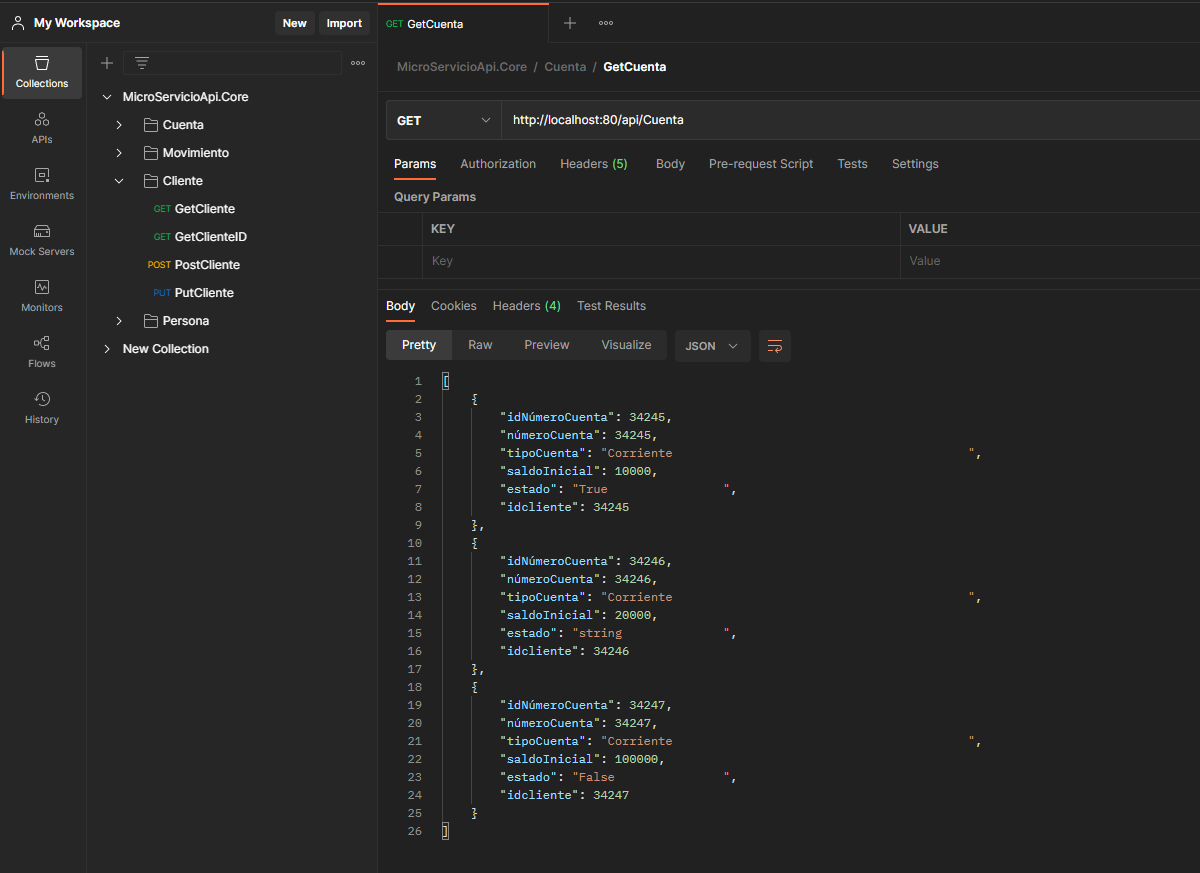 My Workspace
New
Import
GET GetCuenta
Collections
APIs
Environments
Mock Servers
Monitors
Flows
History
MicroServicioApi.Core
Cuenta
Movimiento
Cliente
GET GetCliente
GET GetClienteID
POST PostCliente
PUT PutCliente
Persona
New Collection
MicroServicioApi.Core / Cuenta / GetCuenta
GET http://localhost:80/api/Cuenta
Params Authorization Headers (5) Body Pre-request Script Tests Settings
Query Params
KEY VALUE
Key Value
Body Cookies Headers (4) Test Results
Pretty Raw Preview Visualize JSON
1 [
2 {
3 "idNúmeroCuenta": 34245,
4 "númeroCuenta": 34245,
5 "tipoCuenta": "Corriente                                         ",
6 "saldoInicial": 10000,
7 "estado": "True                ",
8 "idcliente": 34245
9 },
10 {
11 "idNúmeroCuenta": 34246,
12 "númeroCuenta": 34246,
13 "tipoCuenta": "Corriente                                         ",
14 "saldoInicial": 20000,
15 "estado": "string              ",
16 "idcliente": 34246
17 },
18 {
19 "idNúmeroCuenta": 34247,
20 "númeroCuenta": 34247,
21 "tipoCuenta": "Corriente                                         ",
22 "saldoInicial": 100000,
23 "estado": "False               ",
24 "idcliente": 34247
25 }
26 ]